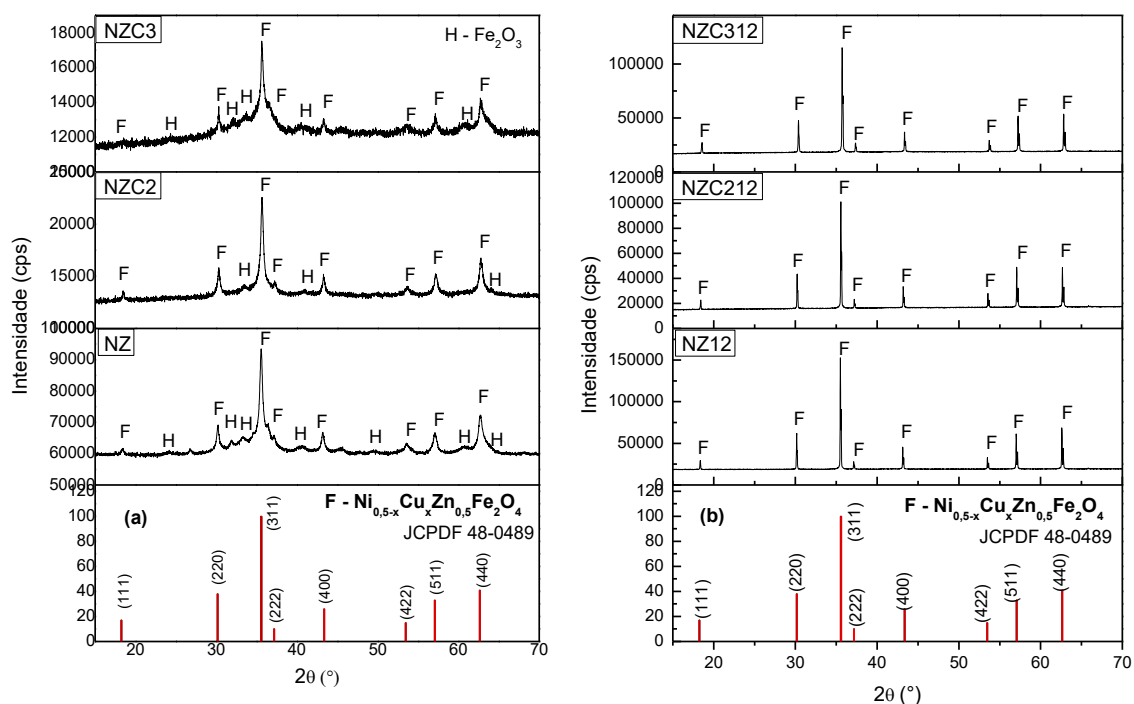 NZC3
H - Fe₂O₃
18000
16000
14000
12000
F
H
F
H
H
F
F
H
F
F
F
H
F
NZC2
25000
20000
15000
10000
F
F
H
F
F
H
F
F
F
H
NZ
100000
90000
80000
70000
60000
50000
F
H
F
H
H
F
F
H
F
H
F
F
H
F
H
(a)
F - Ni₀,₅₋ₓCuₓZn₀,₅Fe₂O₄
JCPDF 48-0489
120
100
80
60
40
20
0
(111)
(220)
(311)
(222)
(400)
(422)
(511)
(440)
20
30
40
50
60
70
2θ (°)
Intensidade (cps)
NZC312
100000
50000
0
F
F
F
F
F
F
F
F
NZC212
120000
100000
80000
60000
40000
20000
0
F
F
F
F
F
F
F
F
NZ12
150000
100000
50000
0
F
F
F
F
F
F
F
F
(b)
F - Ni₀,₅₋ₓCuₓZn₀,₅Fe₂O₄
JCPDF 48-0489
120
100
80
60
40
20
0
(111)
(220)
(311)
(222)
(400)
(422)
(511)
(440)
20
30
40
50
60
70
2θ (°)
Intensidade (cps)